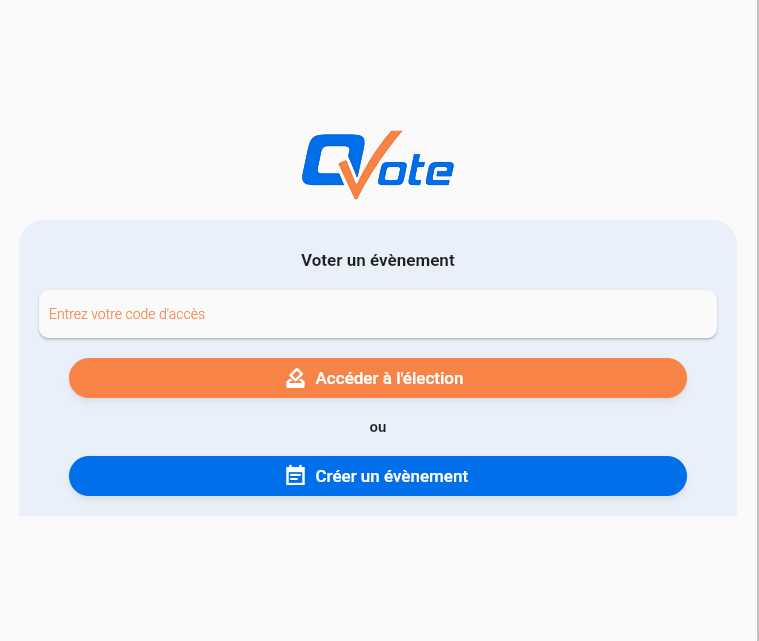 QVote
Voter un évènement
Entrez votre code d'accès
Accéder à l'élection
ou
Créer un évènement